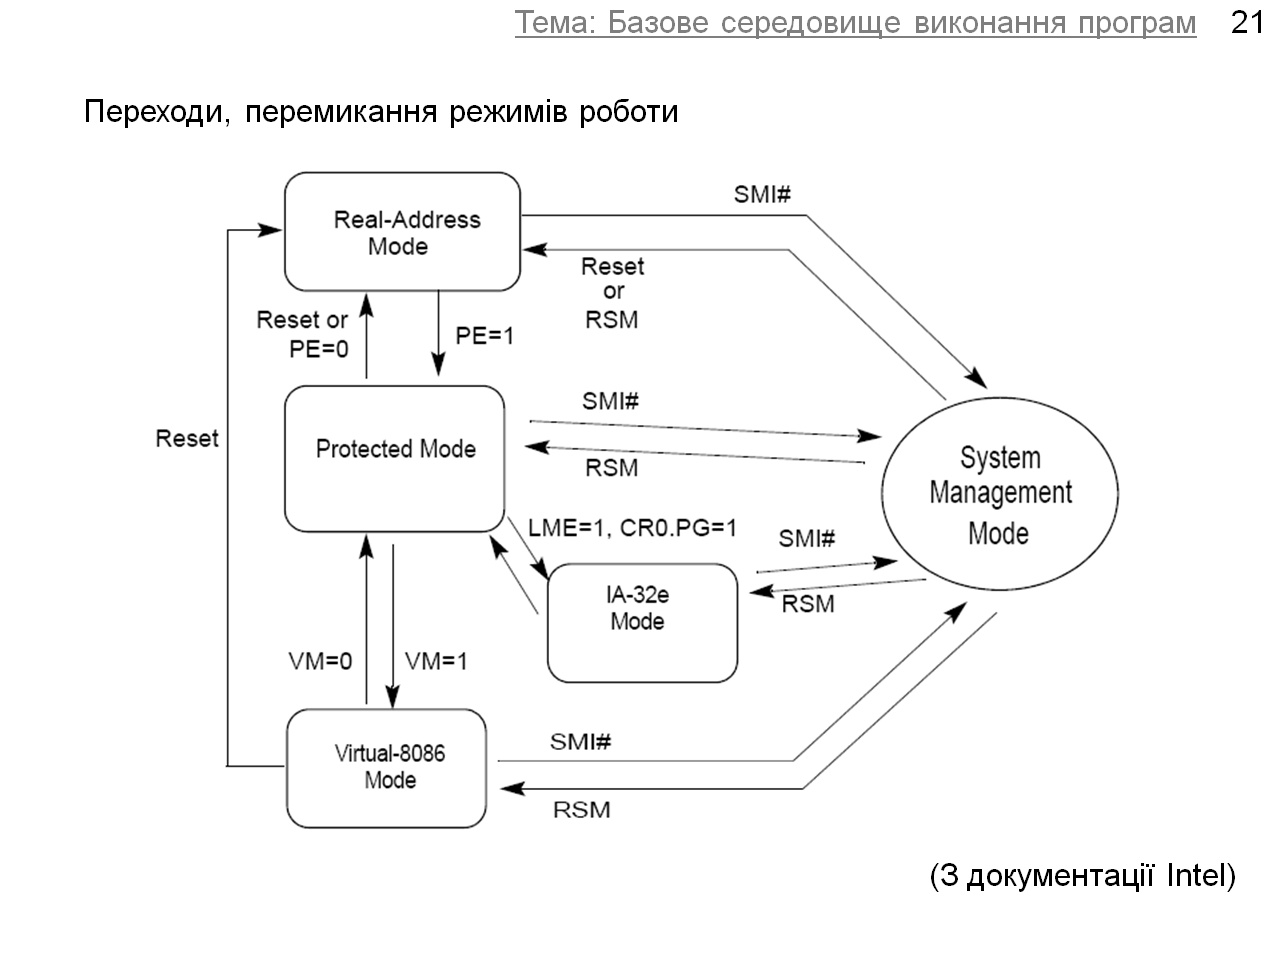 Тема: Базове середовище виконання програм 21
Переходи, перемикання режимів роботи
SMI#
Real-Address
Mode
Reset
or
RSM
Reset or
PE=0
PE=1
SMI#
Reset
Protected Mode
RSM
System
Management
Mode
LME=1, CR0.PG=1
SMI#
IA-32e
Mode
RSM
VM=0
VM=1
Virtual-8086
Mode
SMI#
RSM
(З документації Intel)